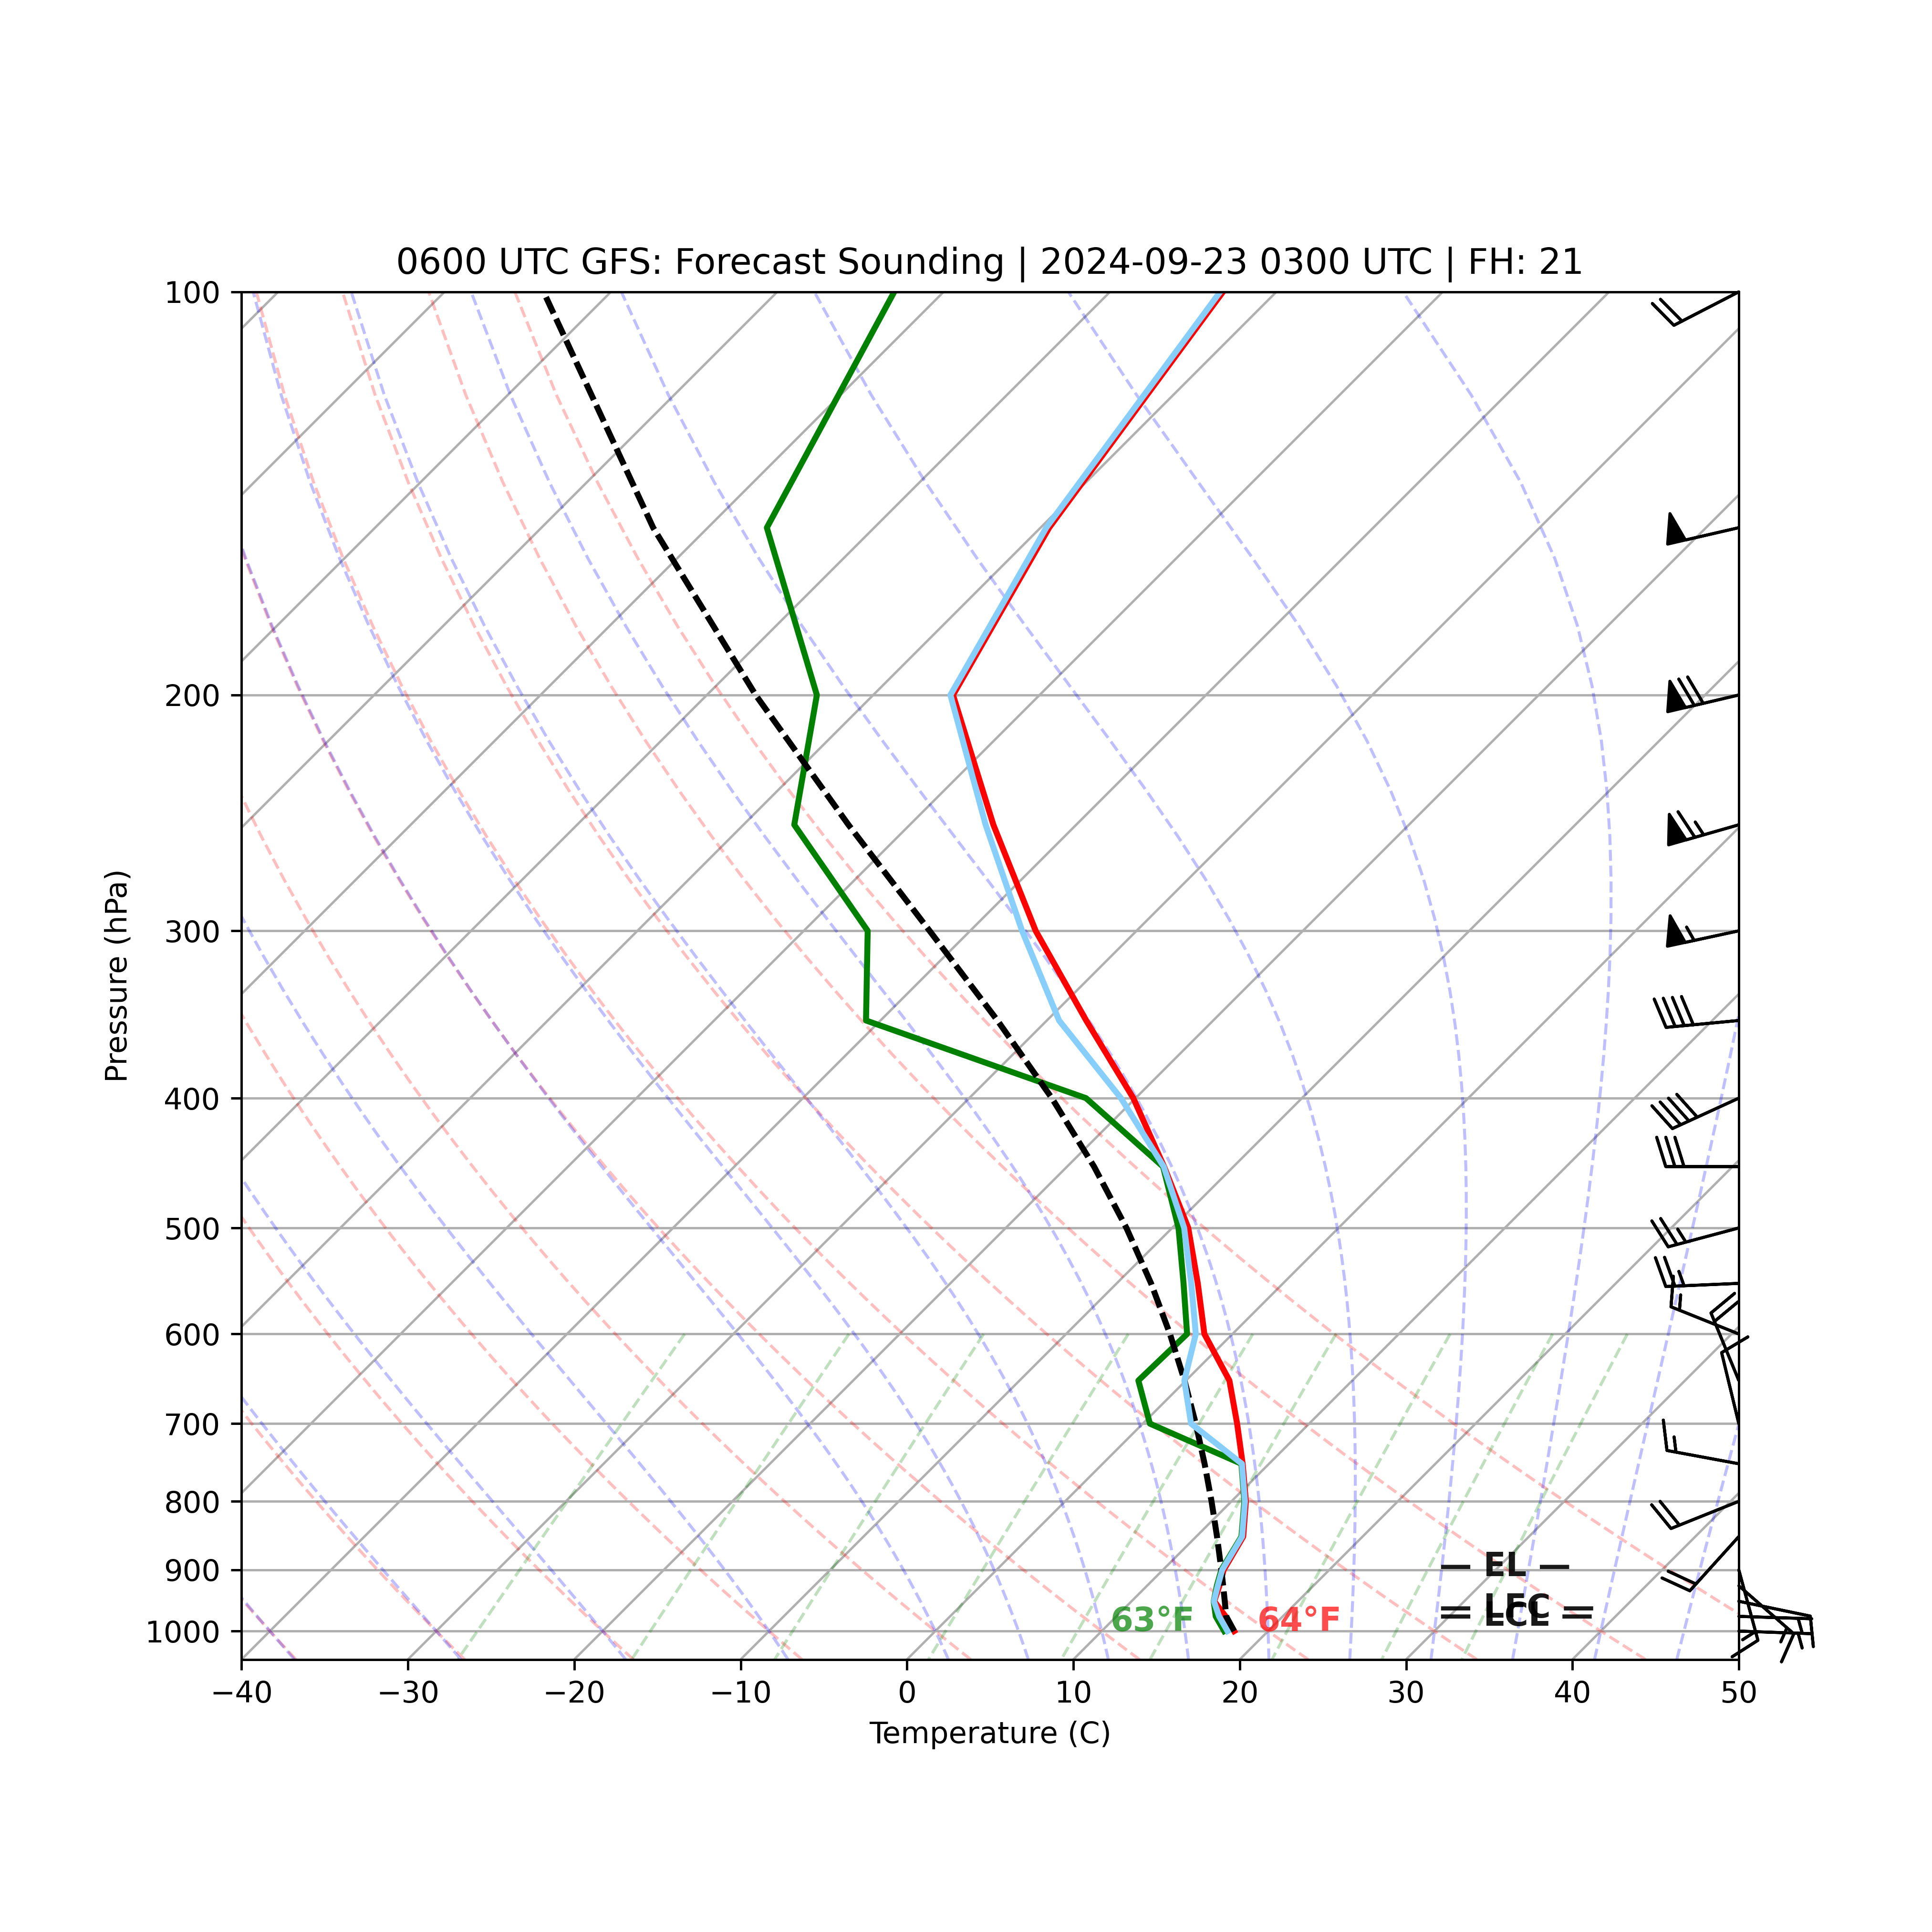 0600 UTC GFS: Forecast Sounding | 2024-09-23 0300 UTC | FH: 21
100
200
300
400
500
600
700
800
900
1000
Pressure (hPa)
— EL —
— LFC —
— LCL —
63°F
64°F
−40
−30
−20
−10
0
10
20
30
40
50
Temperature (C)